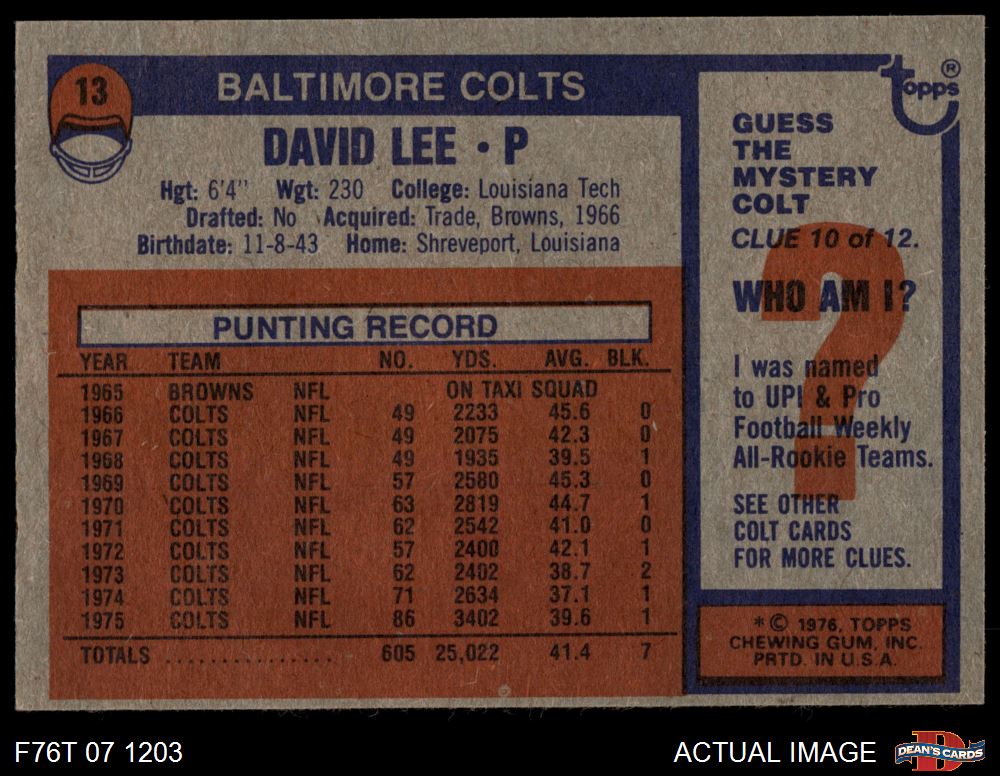 13
BALTIMORE COLTS
DAVID LEE • P
Hgt: 6'4" Wgt: 230 College: Louisiana Tech
Drafted: No Acquired: Trade, Browns, 1966
Birthdate: 11-8-43 Home: Shreveport, Louisiana
PUNTING RECORD
YEAR TEAM NO. YDS. AVG. BLK.
1965 BROWNS NFL ON TAXI SQUAD
1966 COLTS NFL 49 2233 45.6 0
1967 COLTS NFL 49 2075 42.3 0
1968 COLTS NFL 49 1935 39.5 1
1969 COLTS NFL 57 2580 45.3 0
1970 COLTS NFL 63 2819 44.7 1
1971 COLTS NFL 62 2542 41.0 0
1972 COLTS NFL 57 2400 42.1 1
1973 COLTS NFL 62 2402 38.7 2
1974 COLTS NFL 71 2634 37.1 1
1975 COLTS NFL 86 3402 39.6 1
TOTALS ................ 605 25,022 41.4 7
Topps ®
GUESS
THE
MYSTERY
COLT
CLUE 10 of 12.
WHO AM I?
?
I was named
to UPI & Pro
Football Weekly
All-Rookie Teams.
SEE OTHER
COLT CARDS
FOR MORE CLUES.
* © 1976, TOPPS
CHEWING GUM, INC.
PRTD. IN U.S.A.
F76T 07 1203
ACTUAL IMAGE
D
DEAN'S CARDS